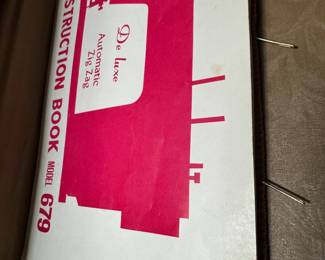 De luxe
Automatic
Zig Zag
STRUCTION BOOK MODEL 679